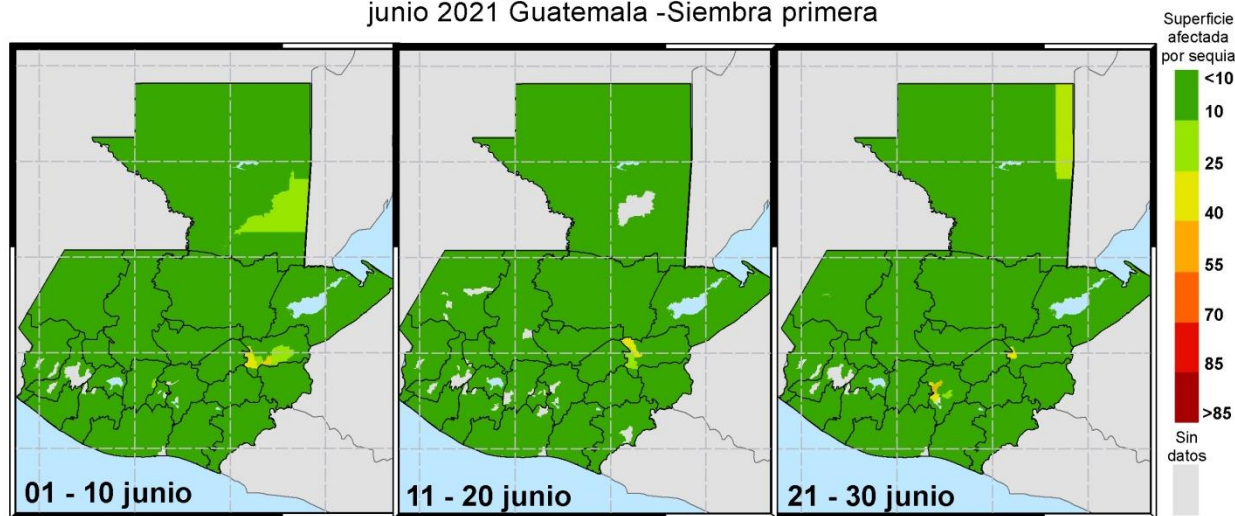 junio 2021 Guatemala -Siembra primera
Superficie
afectada
por sequia
<10
10
25
40
55
70
85
>85
Sin
datos
01 - 10 junio
11 - 20 junio
21 - 30 junio